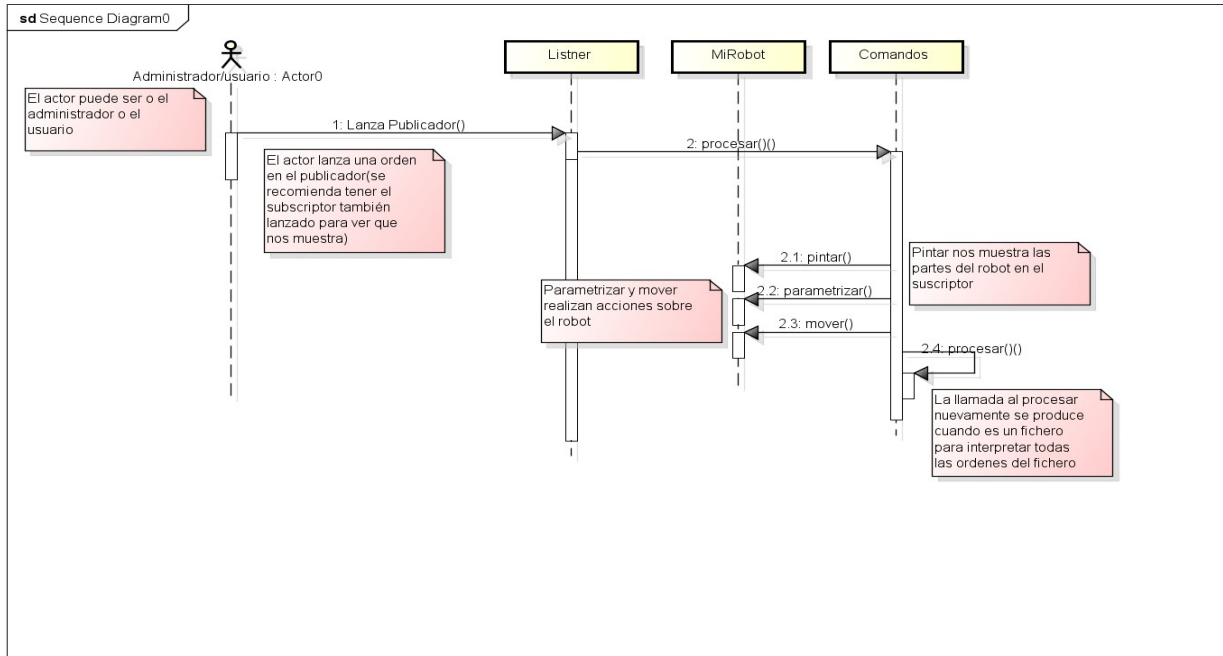 sd Sequence Diagram0
Administrador/usuario : Actor0
Listner
MiRobot
Comandos
El actor puede ser o el
administrador o el
usuario
1: Lanza Publicador()
2: procesar()()
El actor lanza una orden
en el publicador(se
recomienda tener el
subscriptor también
lanzado para ver que
nos muestra)
2.1: pintar()
Pintar nos muestra las
partes del robot en el
suscriptor
Parametrizar y mover
realizan acciones sobre
el robot
2.2: parametrizar()
2.3: mover()
2.4: procesar()()
La llamada al procesar
nuevamente se produce
cuando es un fichero
para interpretar todas
las ordenes del fichero